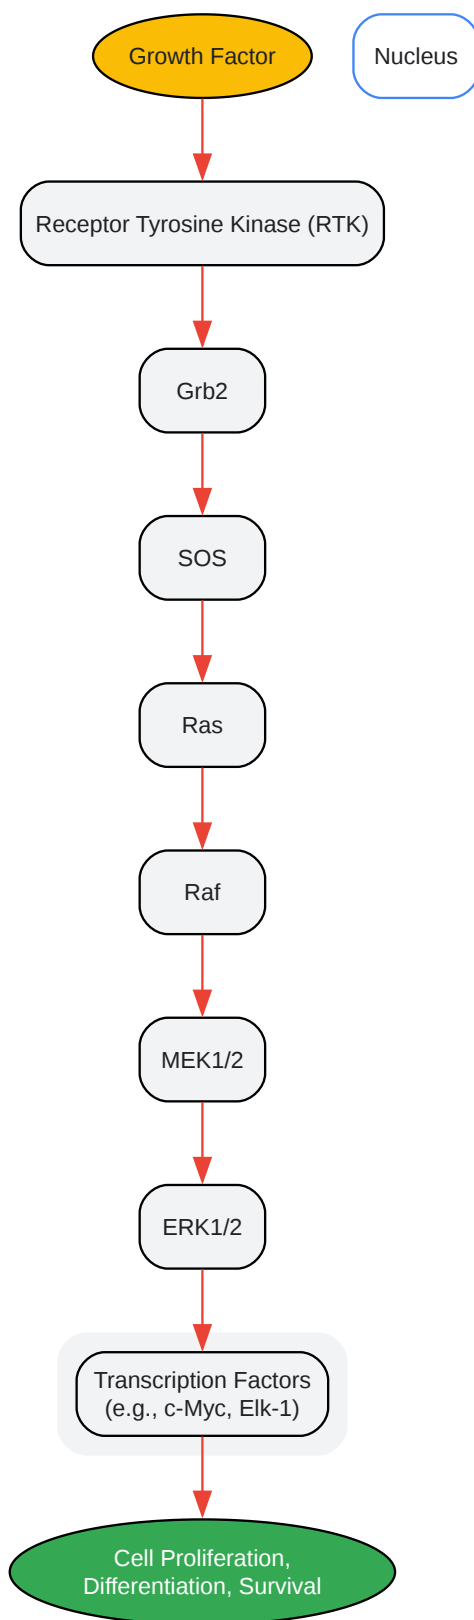 Growth Factor
Nucleus
Receptor Tyrosine Kinase (RTK)
Grb2
SOS
Ras
Raf
MEK1/2
ERK1/2
Transcription Factors
(e.g., c-Myc, Elk-1)
Cell Proliferation,
Differentiation, Survival